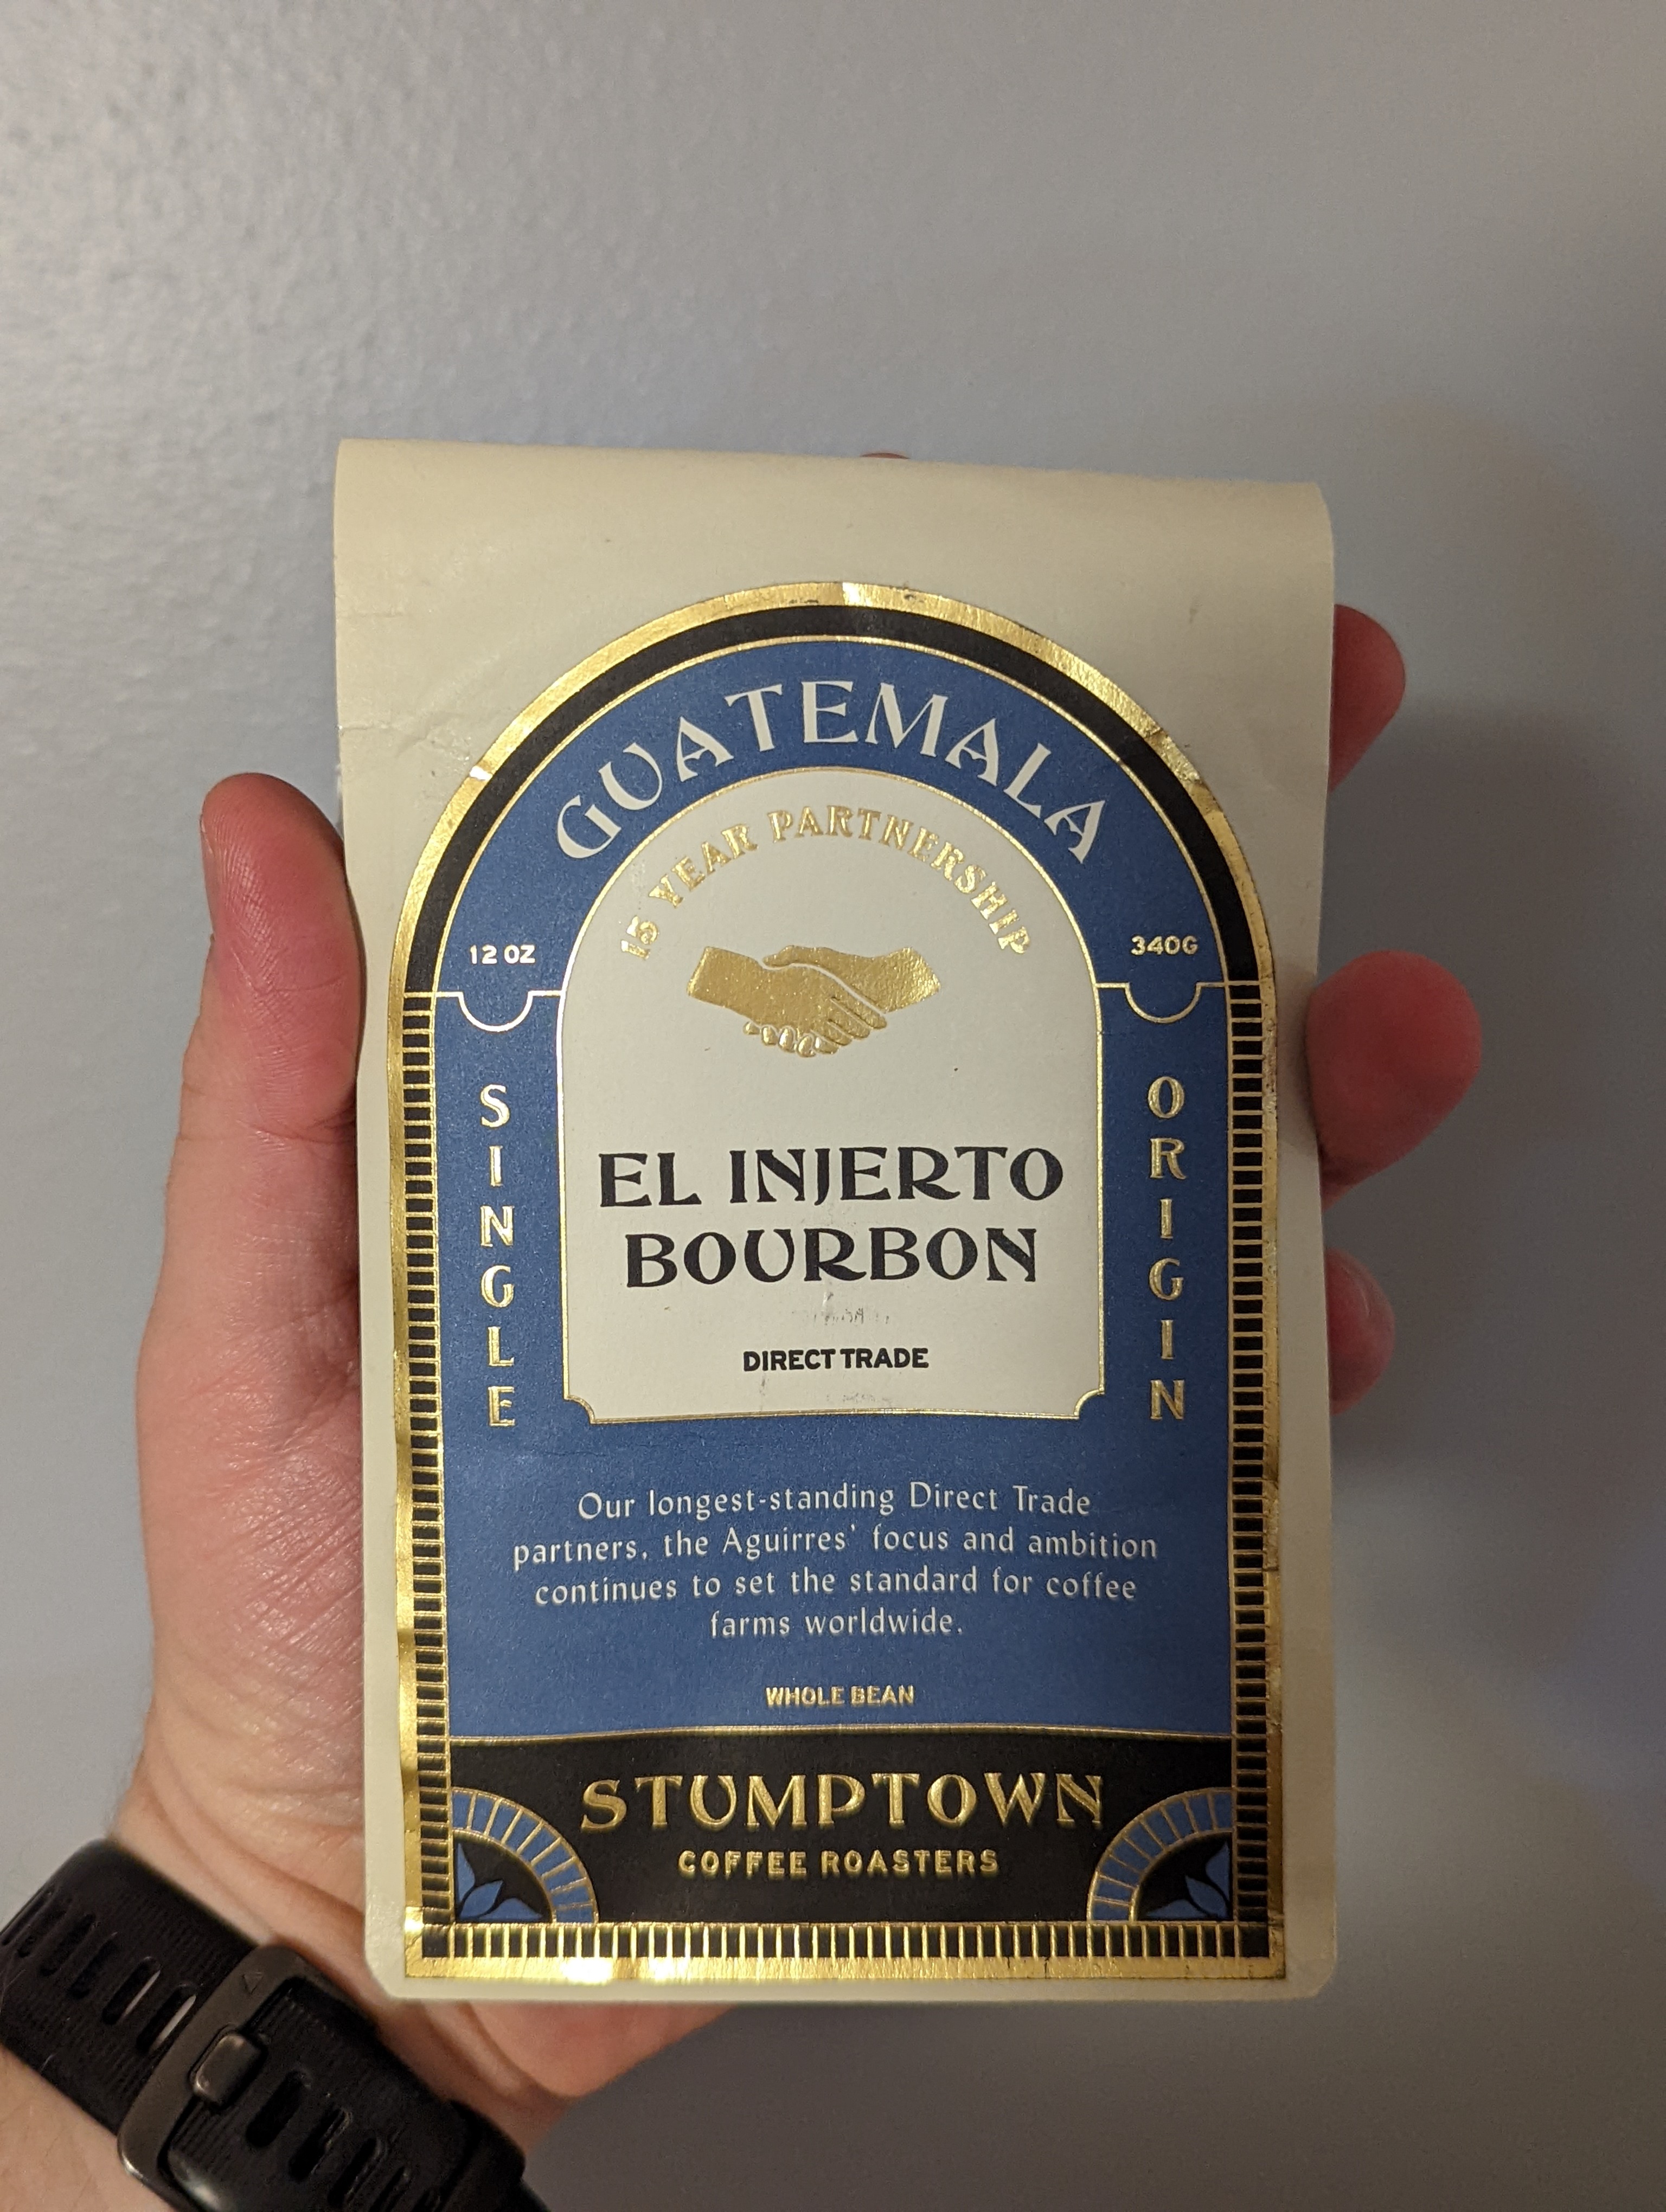 GUATEMALA
15 YEAR PARTNERSHIP
12 OZ
340G
SINGLE
ORIGIN
EL INJERTO
BOURBON
DIRECT TRADE
Our longest-standing Direct Trade
partners, the Aguirres' focus and ambition
continues to set the standard for coffee
farms worldwide.
WHOLE BEAN
STUMPTOWN
COFFEE ROASTERS